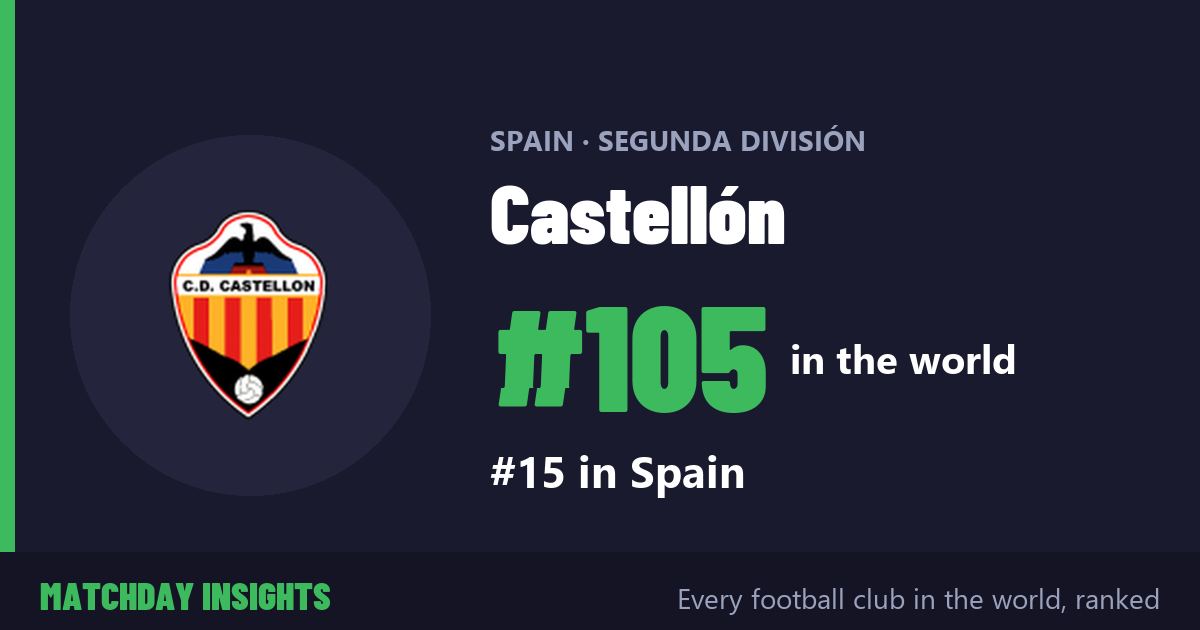 SPAIN · SEGUNDA DIVISIÓN
Castellón
C.D. CASTELLON
#105 in the world
#15 in Spain
MATCHDAY INSIGHTS
Every football club in the world, ranked